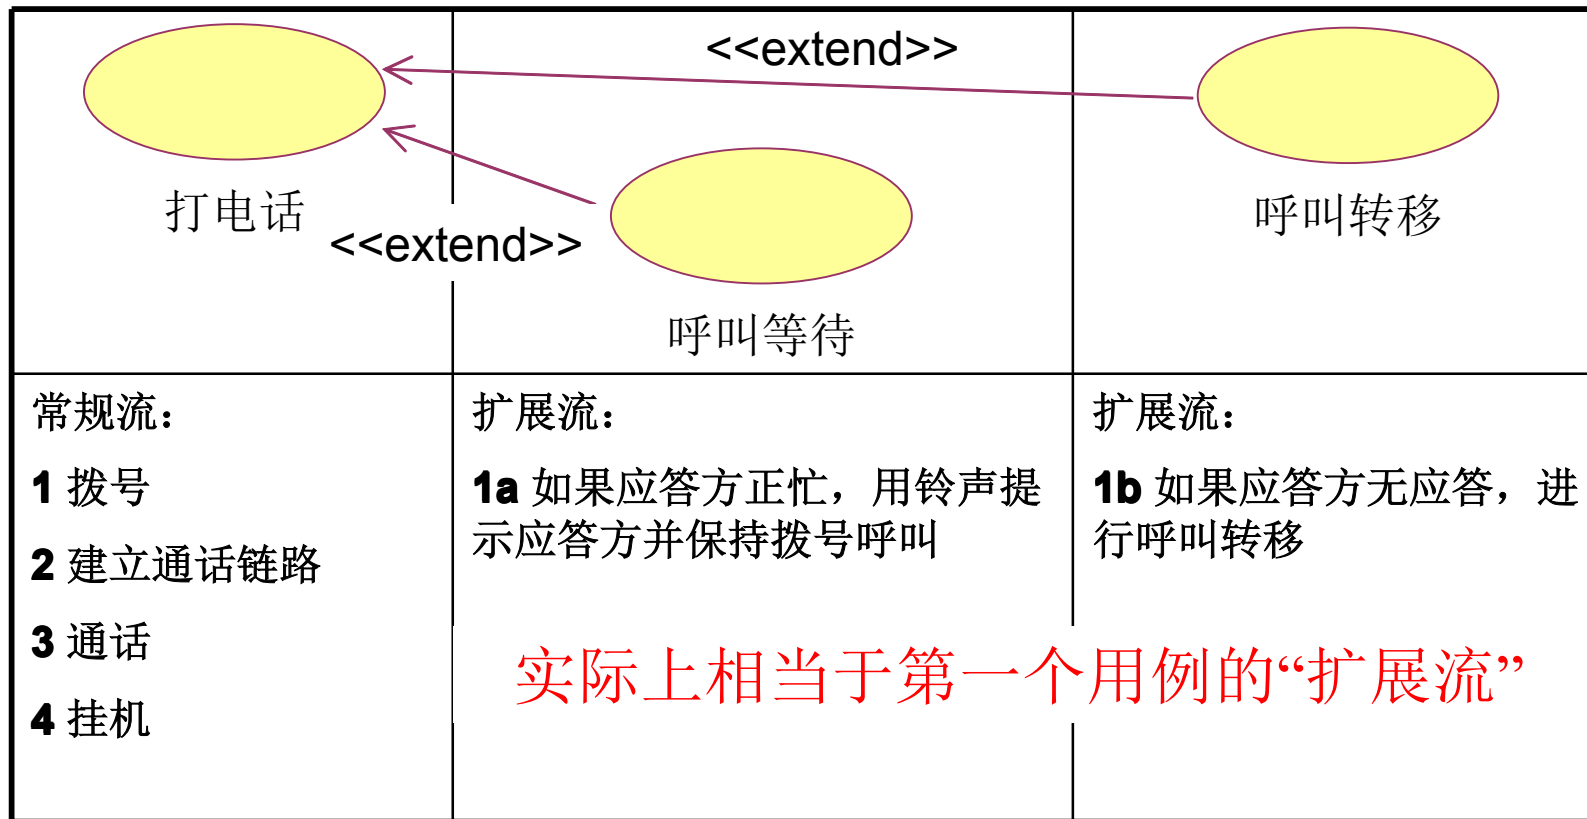 <<extend>>
打电话
<<extend>>
呼叫转移
呼叫等待
常规流：
1 拨号
2 建立通话链路
3 通话
4 挂机
扩展流：
1a 如果应答方正忙，用铃声提
示应答方并保持拨号呼叫
扩展流：
1b 如果应答方无应答，进
行呼叫转移
实际上相当于第一个用例的“扩展流”